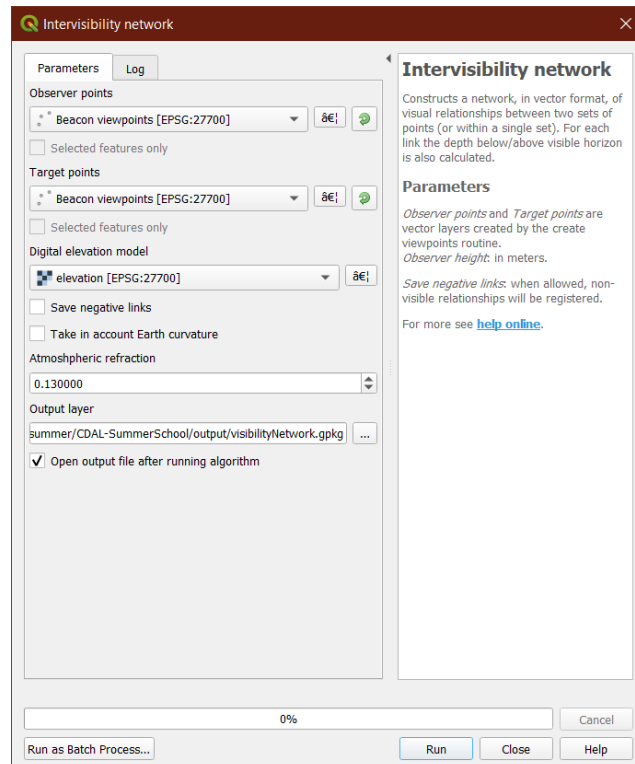 Intervisibility network
Parameters
Log
Observer points
Beacon viewpoints [EPSG:27700]
â€¦
Selected features only
Target points
Beacon viewpoints [EPSG:27700]
â€¦
Selected features only
Digital elevation model
elevation [EPSG:27700]
â€¦
Save negative links
Take in account Earth curvature
Atmoshpheric refraction
0.130000
Output layer
summer/CDAL-SummerSchool/output/visibilityNetwork.gpkg
...
Open output file after running algorithm
Intervisibility network
Constructs a network, in vector format, of
visual relationships between two sets of
points (or within a single set). For each
link the depth below/above visible horizon
is also calculated.
Parameters
Observer points and Target points are
vector layers created by the create
viewpoints routine.
Observer height: in meters.
Save negative links: when allowed, non-
visible relationships will be registered.
For more see help online.
0%
Cancel
Run as Batch Process...
Run
Close
Help